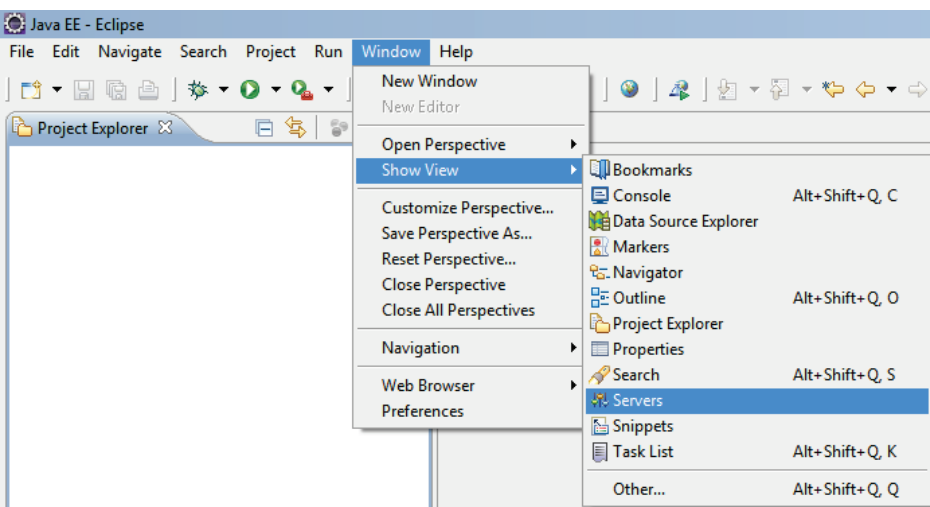 Java EE - Eclipse
File Edit Navigate Search Project Run Window Help
Project Explorer
New Window
New Editor
Open Perspective
Show View
Customize Perspective...
Save Perspective As...
Reset Perspective...
Close Perspective
Close All Perspectives
Navigation
Web Browser
Preferences
Bookmarks
Console Alt+Shift+Q, C
Data Source Explorer
Markers
Navigator
Outline Alt+Shift+Q, O
Project Explorer
Properties
Search Alt+Shift+Q, S
Servers
Snippets
Task List Alt+Shift+Q, K
Other... Alt+Shift+Q, Q